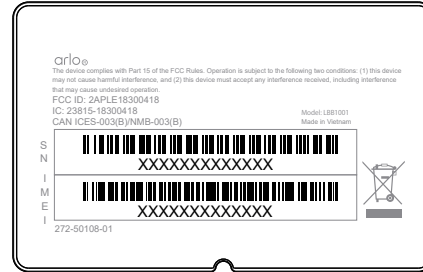 arlo
The device complies with Part 15 of the FCC Rules. Operation is subject to the following two conditions: (1) this device
may not cause harmful interference, and (2) this device must accept any interference received, including interference
that may cause undesired operation.
FCC ID: 2APLE18300418
IC: 23815-18300418
CAN ICES-003(B)/NMB-003(B)
Model: LBB1001
Made in Vietnam
SN
XXXXXXXXXXXXX
IMEI
XXXXXXXXXXXXX
272-50108-01